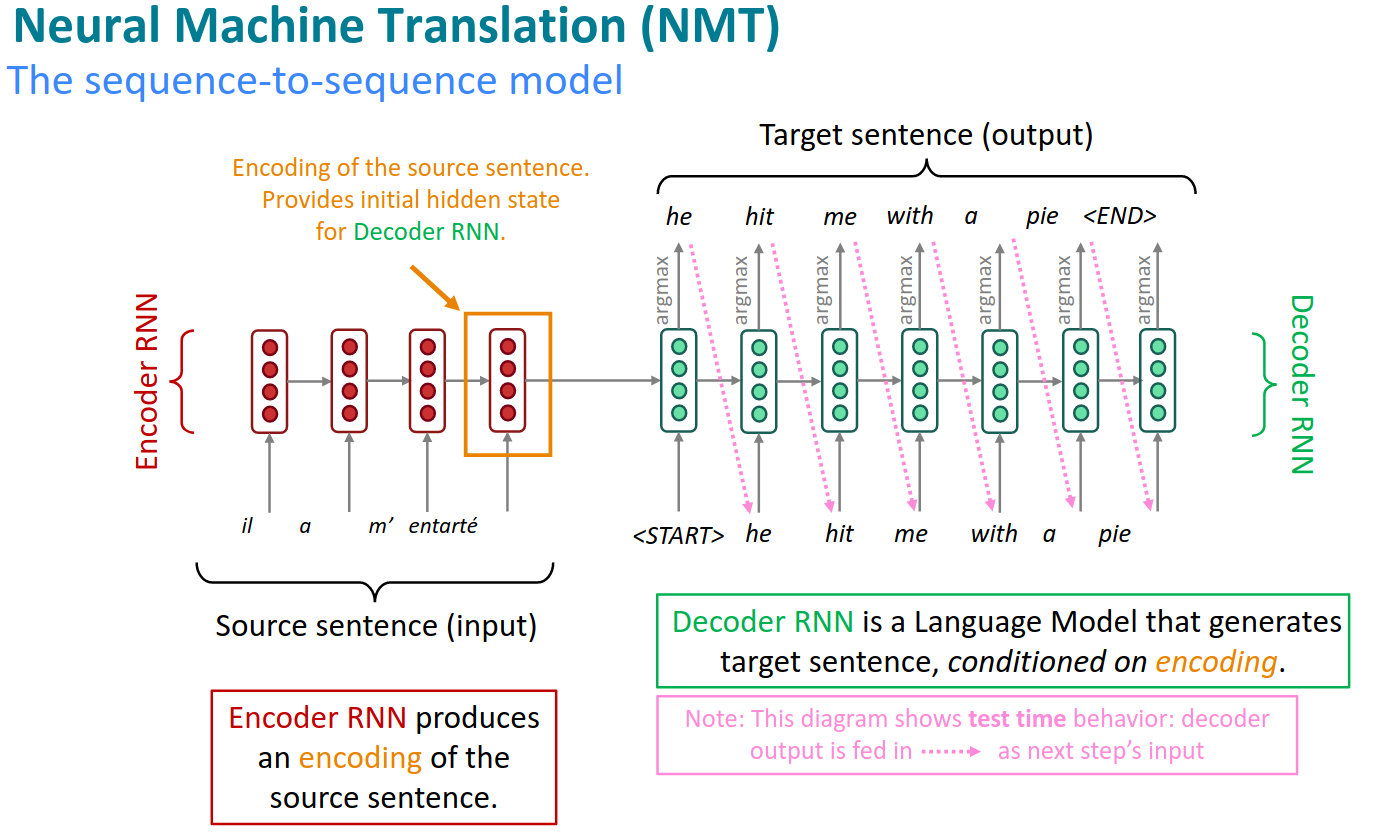 Neural Machine Translation (NMT)
The sequence-to-sequence model
Target sentence (output)
Encoding of the source sentence.
Provides initial hidden state
for Decoder RNN.
he hit me with a pie <END>
argmax argmax argmax argmax argmax argmax argmax
Encoder RNN
Decoder RNN
il a m’ entarté
<START> he hit me with a pie
Source sentence (input)
Decoder RNN is a Language Model that generates
target sentence, conditioned on encoding.
Encoder RNN produces
an encoding of the
source sentence.
Note: This diagram shows test time behavior: decoder
output is fed in as next step’s input